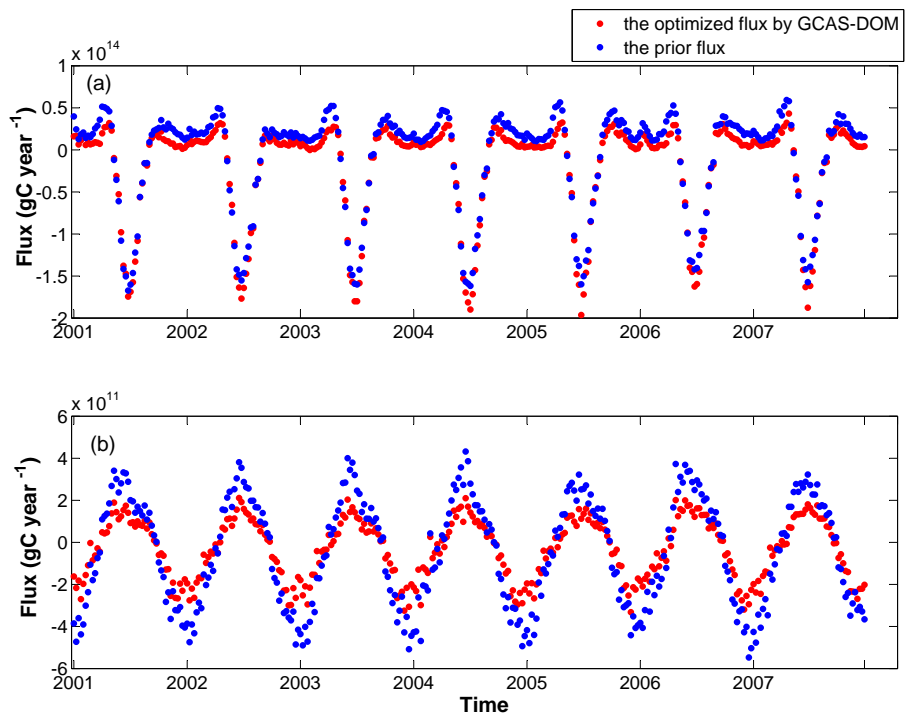 the optimized flux by GCAS-DOM
the prior flux
x 10^14
(a)
1
0.5
0
-0.5
-1
-1.5
-2
Flux (gC year -1)
2001 2002 2003 2004 2005 2006 2007
x 10^11
(b)
6
4
2
0
-2
-4
-6
Flux (gC year -1)
2001 2002 2003 2004 2005 2006 2007
Time